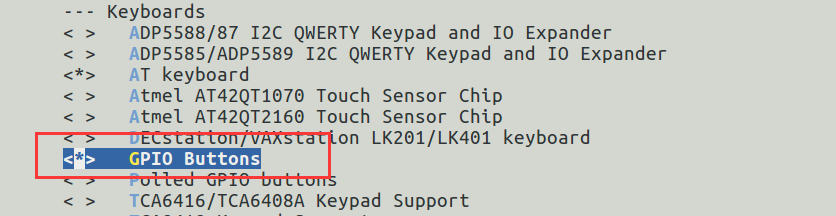 --- Keyboards
< > ADP5588/87 I2C QWERTY Keypad and IO Expander
< > ADP5585/ADP5589 I2C QWERTY Keypad and IO Expander
<*> AT keyboard
< > Atmel AT42QT1070 Touch Sensor Chip
< > Atmel AT42QT2160 Touch Sensor Chip
< > DECstation/VAXstation LK201/LK401 keyboard
<*> GPIO Buttons
< > Polled GPIO buttons
< > TCA6416/TCA6408A Keypad Support